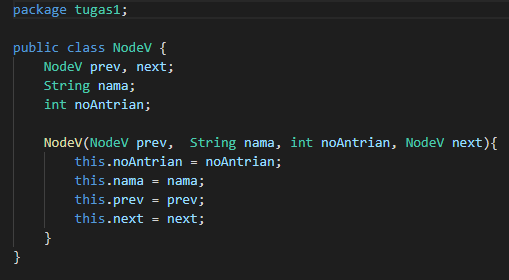 package tugas1;
public class NodeV {
NodeV prev, next;
String nama;
int noAntrian;
NodeV(NodeV prev,  String nama, int noAntrian, NodeV next){
this.noAntrian = noAntrian;
this.nama = nama;
this.prev = prev;
this.next = next;
}
}